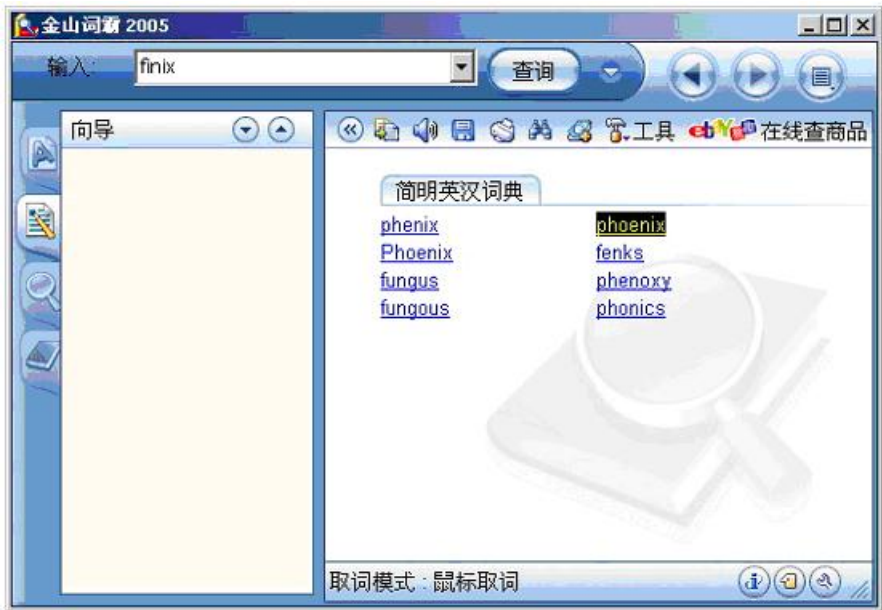 金山词霸 2005
输入: finix 查询
向导 工具 ebY 在线查商品
简明英汉词典
phenix phoenix
Phoenix fenks
fungus phenoxy
fungous phonics
取词模式 : 鼠标取词